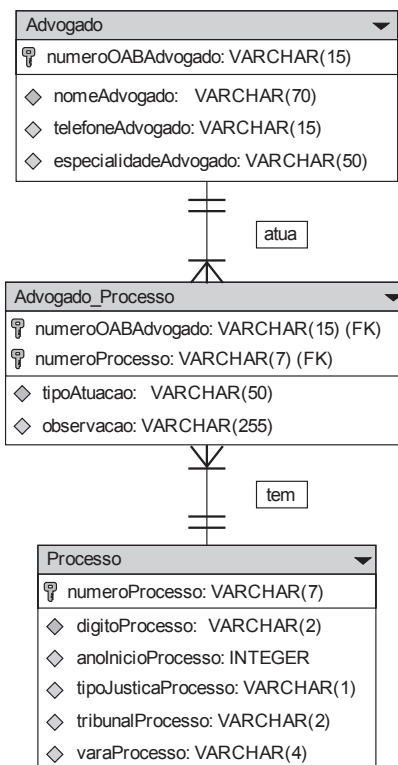 Advogado
numeroOABAdvogado: VARCHAR(15)
nomeAdvogado: VARCHAR(70)
telefoneAdvogado: VARCHAR(15)
especialidadeAdvogado: VARCHAR(50)
atua
Advogado_Processo
numeroOABAdvogado: VARCHAR(15) (FK)
numeroProcesso: VARCHAR(7) (FK)
tipoAtuacao: VARCHAR(50)
observacao: VARCHAR(255)
tem
Processo
numeroProcesso: VARCHAR(7)
digitoProcesso: VARCHAR(2)
anoInicioProcesso: INTEGER
tipoJusticaProcesso: VARCHAR(1)
tribunalProcesso: VARCHAR(2)
varaProcesso: VARCHAR(4)